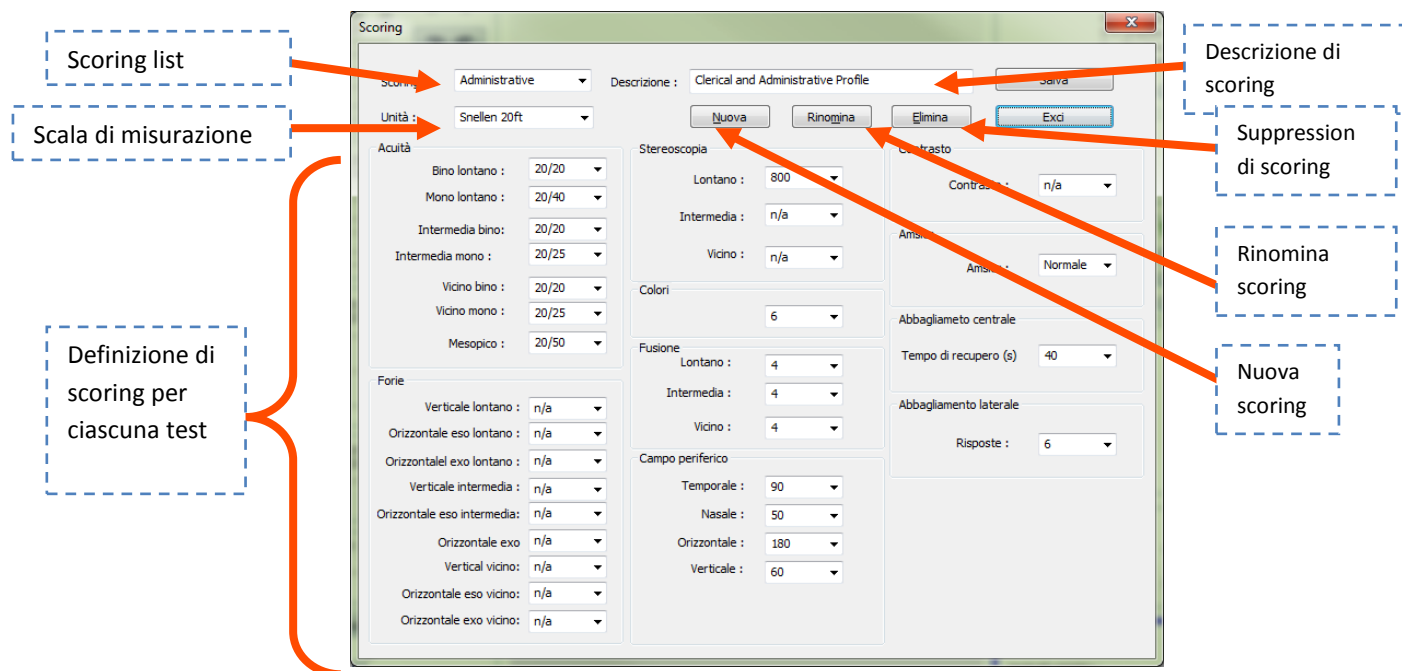 Scoring
Scoring list
Scala di misurazione
Definizione di
scoring per
ciascuna test
Administrative
Descrizione :
Clerical and Administrative Profile
Salva
Unità :
Snellen 20ft
Nuova
Rinomina
Elimina
Exci
Acuità
Bino lontano :
20/20
Mono lontano :
20/40
Intermedia bino:
20/20
Intermedia mono :
20/25
Vicino bino :
20/20
Vicino mono :
20/25
Mesopico :
20/50
Forie
Verticale lontano :
n/a
Orizzontale eso lontano :
n/a
Orizzontalel exo lontano :
n/a
Verticale intermedia :
n/a
Orizzontale eso intermedia:
n/a
Orizzontale exo
n/a
Vertical vicino:
n/a
Orizzontale eso vicino:
n/a
Orizzontale exo vicino:
n/a
Stereoscopia
Lontano :
800
Intermedia :
n/a
Vicino :
n/a
Colori
6
Fusione
Lontano :
4
Intermedia :
4
Vicino :
4
Campo periferico
Temporale :
90
Nasale :
50
Orizzontale :
180
Verticale :
60
Contrasto
Contrasto :
n/a
Normale
Abbagliameto centrale
Tempo di recupero (s)
40
Abbagliamento laterale
Risposte :
6
Descrizione di
scoring
Suppression
di scoring
Rinomina
scoring
Nuova
scoring